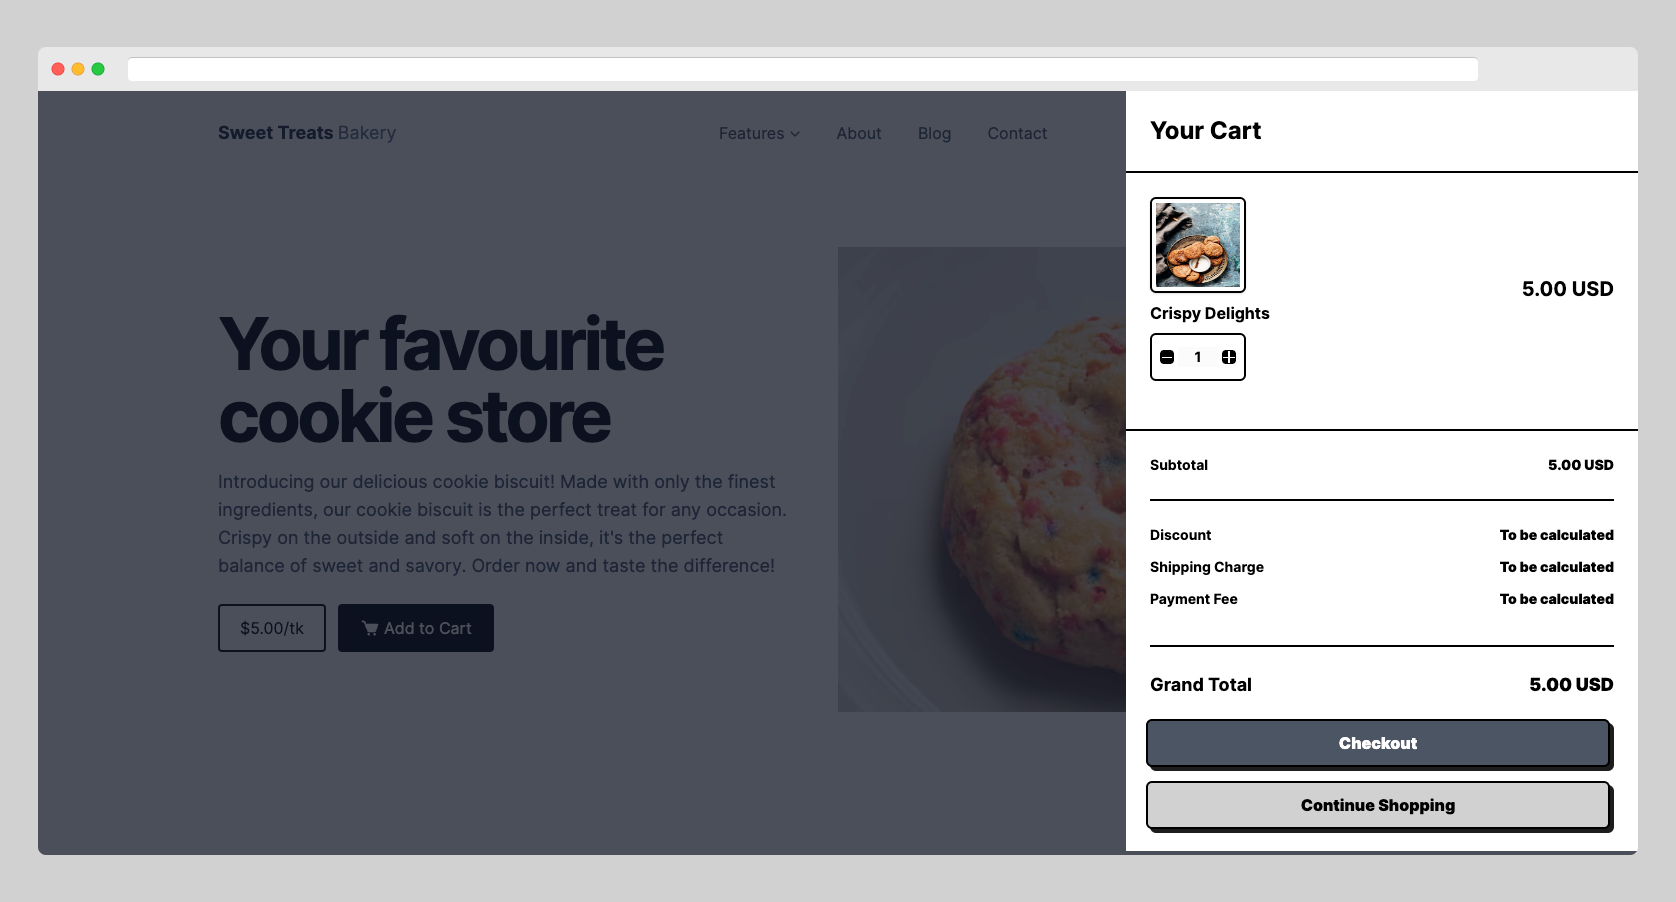 Sweet Treats Bakery
Features
About
Blog
Contact
Your favourite
cookie store
Introducing our delicious cookie biscuit! Made with only the finest
ingredients, our cookie biscuit is the perfect treat for any occasion.
Crispy on the outside and soft on the inside, it's the perfect
balance of sweet and savory. Order now and taste the difference!
$5.00/tk
Add to Cart
Your Cart
Crispy Delights
1
5.00 USD
Subtotal 5.00 USD
Discount To be calculated
Shipping Charge To be calculated
Payment Fee To be calculated
Grand Total 5.00 USD
Checkout
Continue Shopping